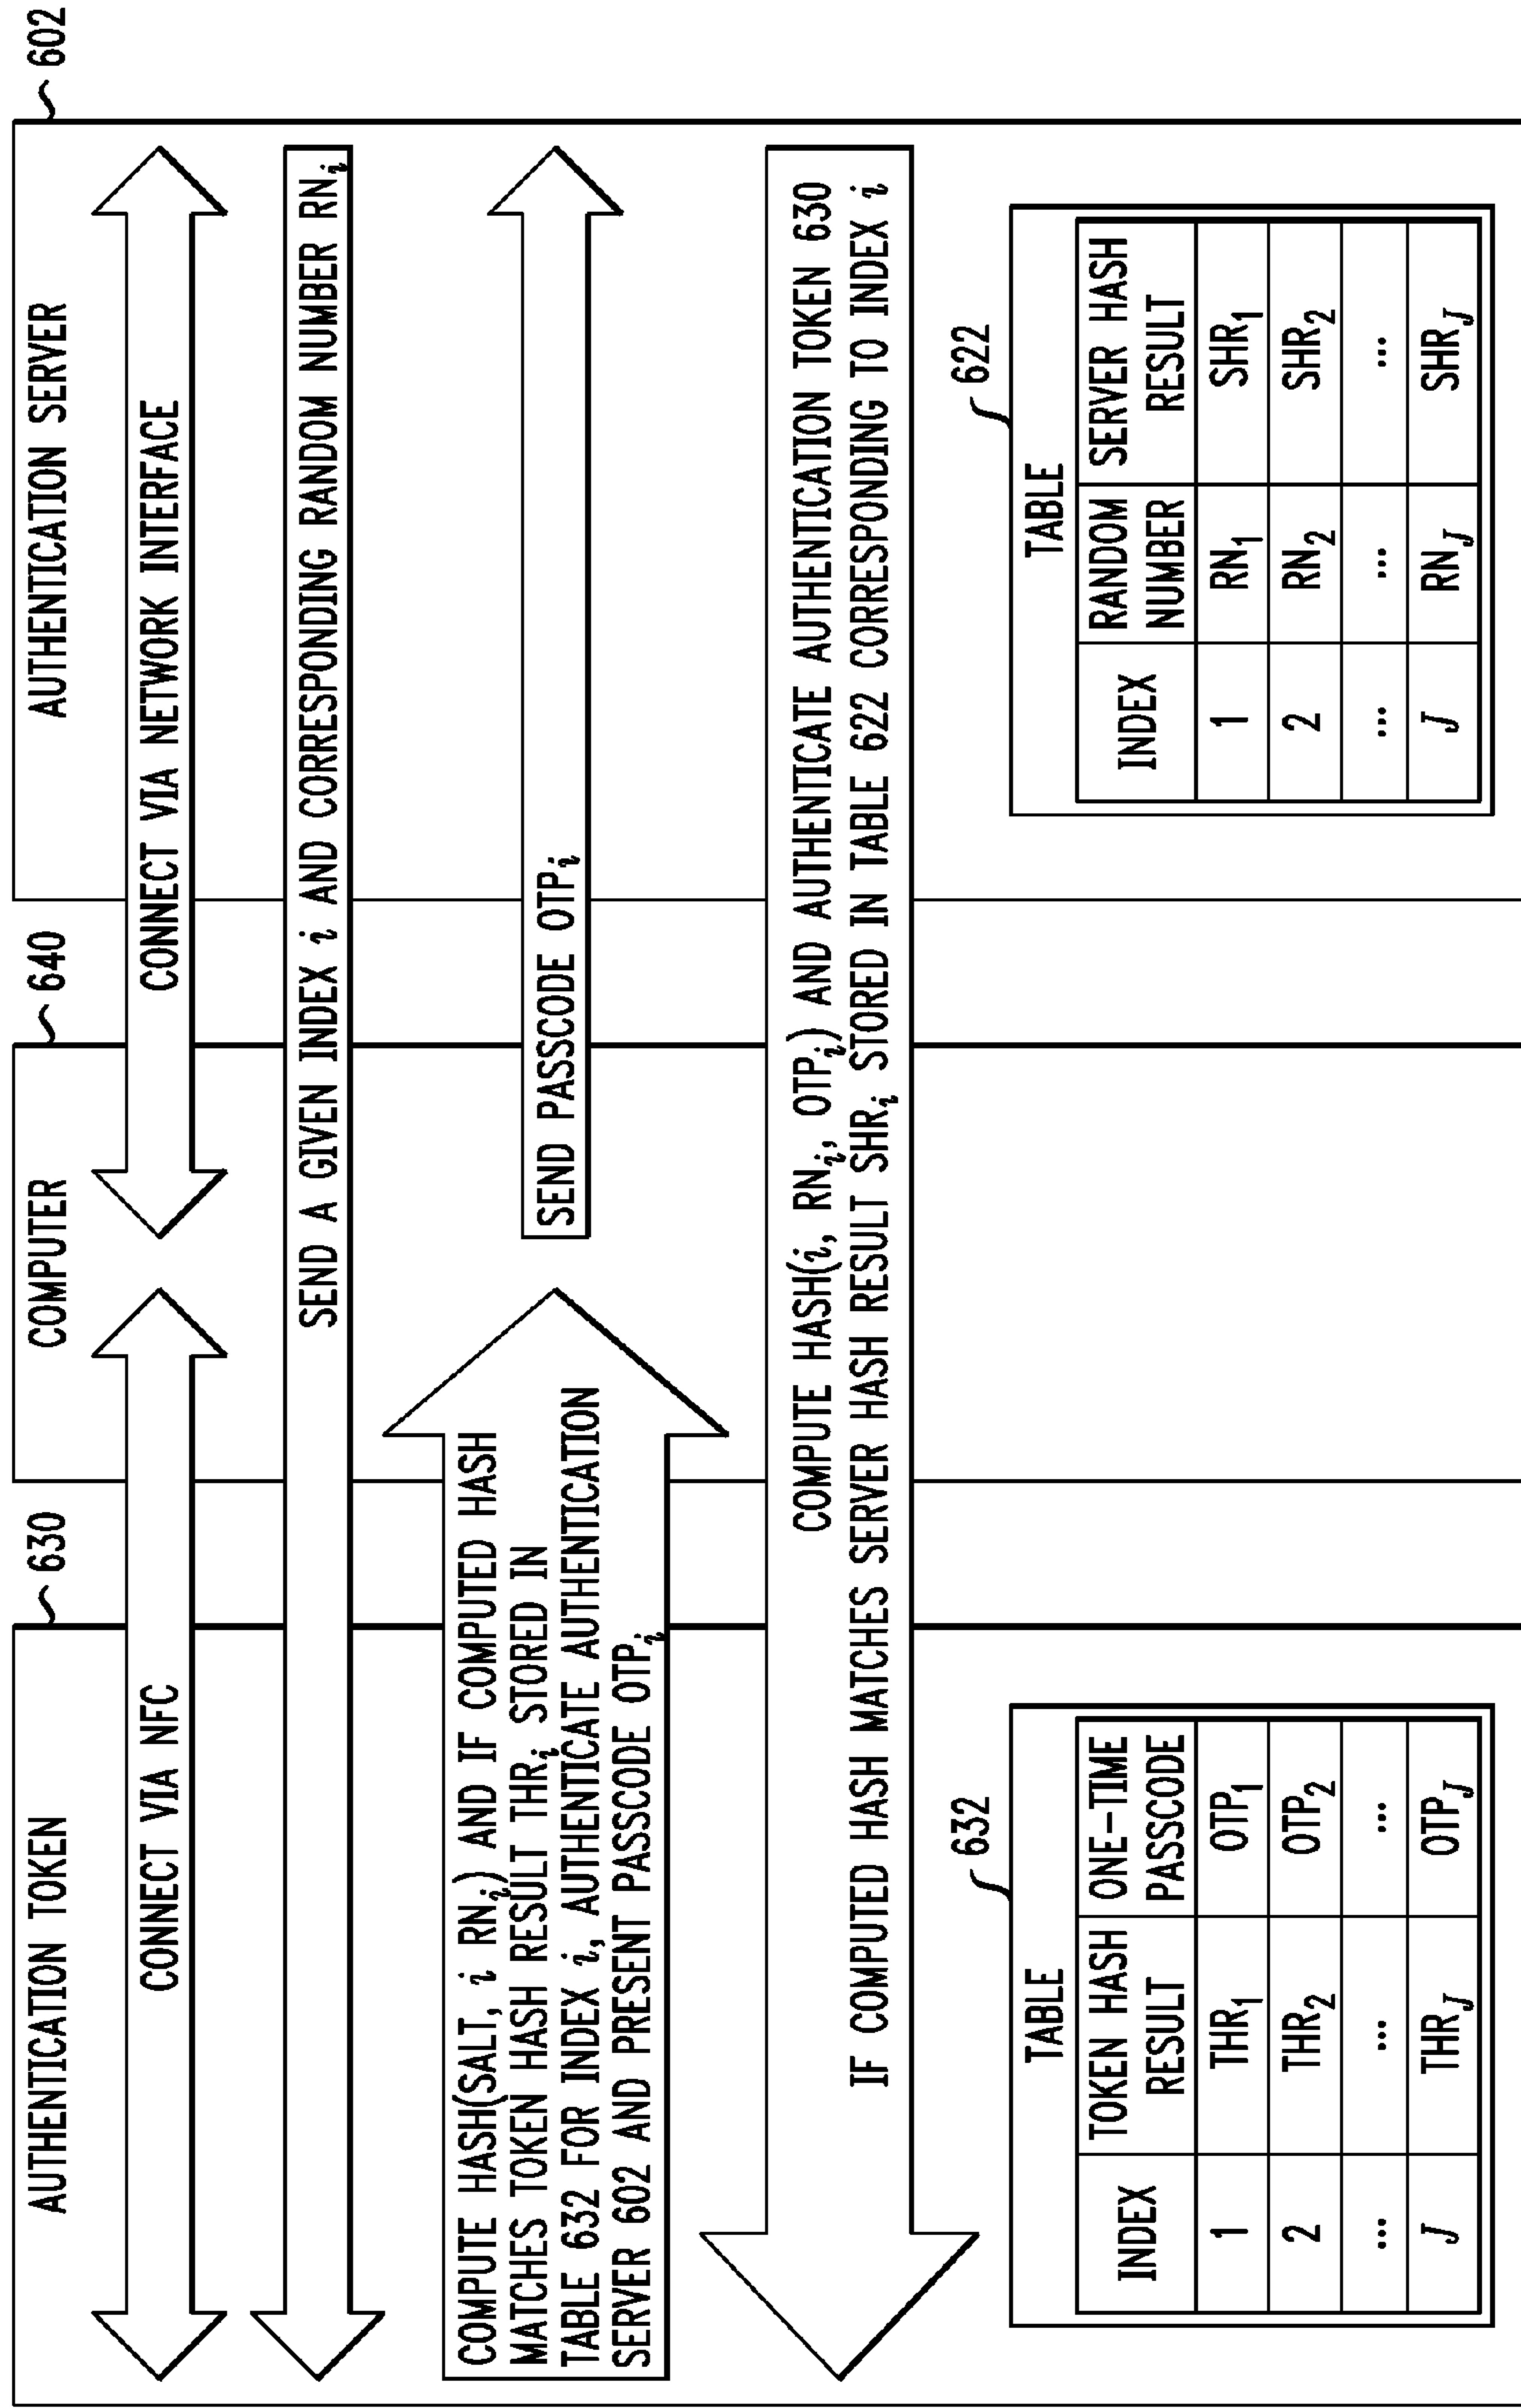 AUTHENTICATION TOKEN
630
COMPUTER
640
AUTHENTICATION SERVER
602
CONNECT VIA NFC
CONNECT VIA NETWORK INTERFACE
SEND A GIVEN INDEX i AND CORRESPONDING RANDOM NUMBER RNi
COMPUTE HASH(SALT, i RNi) AND IF COMPUTED HASH
MATCHES TOKEN HASH RESULT THRi STORED IN
TABLE 632 FOR INDEX i, AUTHENTICATE AUTHENTICATION
SERVER 602 AND PRESENT PASSCODE OTPi
SEND PASSCODE OTPi
COMPUTE HASH(i, RNi, OTPi) AND AUTHENTICATE AUTHENTICATION TOKEN 630
IF COMPUTED HASH MATCHES SERVER HASH RESULT SHRi STORED IN TABLE 622 CORRESPONDING TO INDEX i
632
TABLE
INDEX TOKEN HASH RESULT ONE-TIME PASSCODE
1 THR1 OTP1
2 THR2 OTP2
... ... ...
J THRJ OTPJ
622
TABLE
INDEX RANDOM NUMBER SERVER HASH RESULT
1 RN1 SHR1
2 RN2 SHR2
... ... ...
J RNJ SHRJ